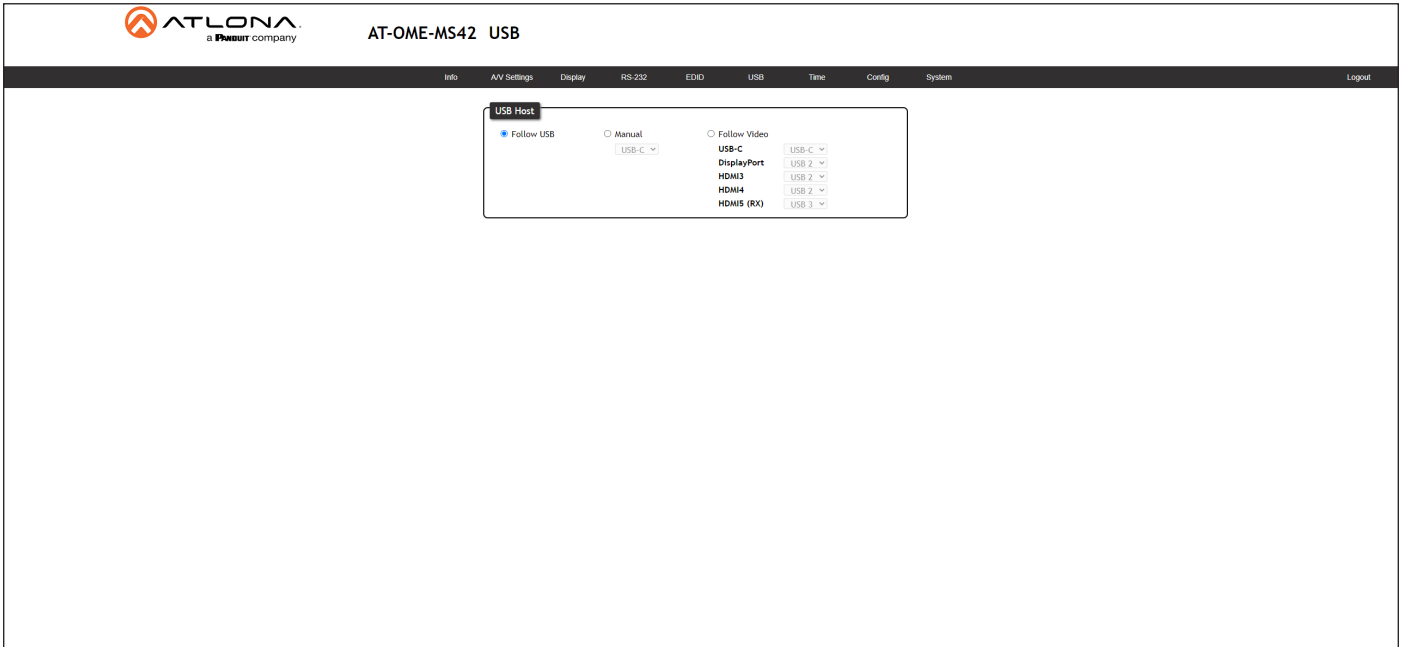 ATLONA.
a PANDUIT company
AT-OME-MS42 USB
Info A/V Settings Display RS-232 EDID USB Time Config System Logout
USB Host
Follow USB Manual Follow Video
USB-C USB-C USB-C
DisplayPort USB 2
HDMI3 USB 2
HDMI4 USB 2
HDMI5 (RX) USB 3